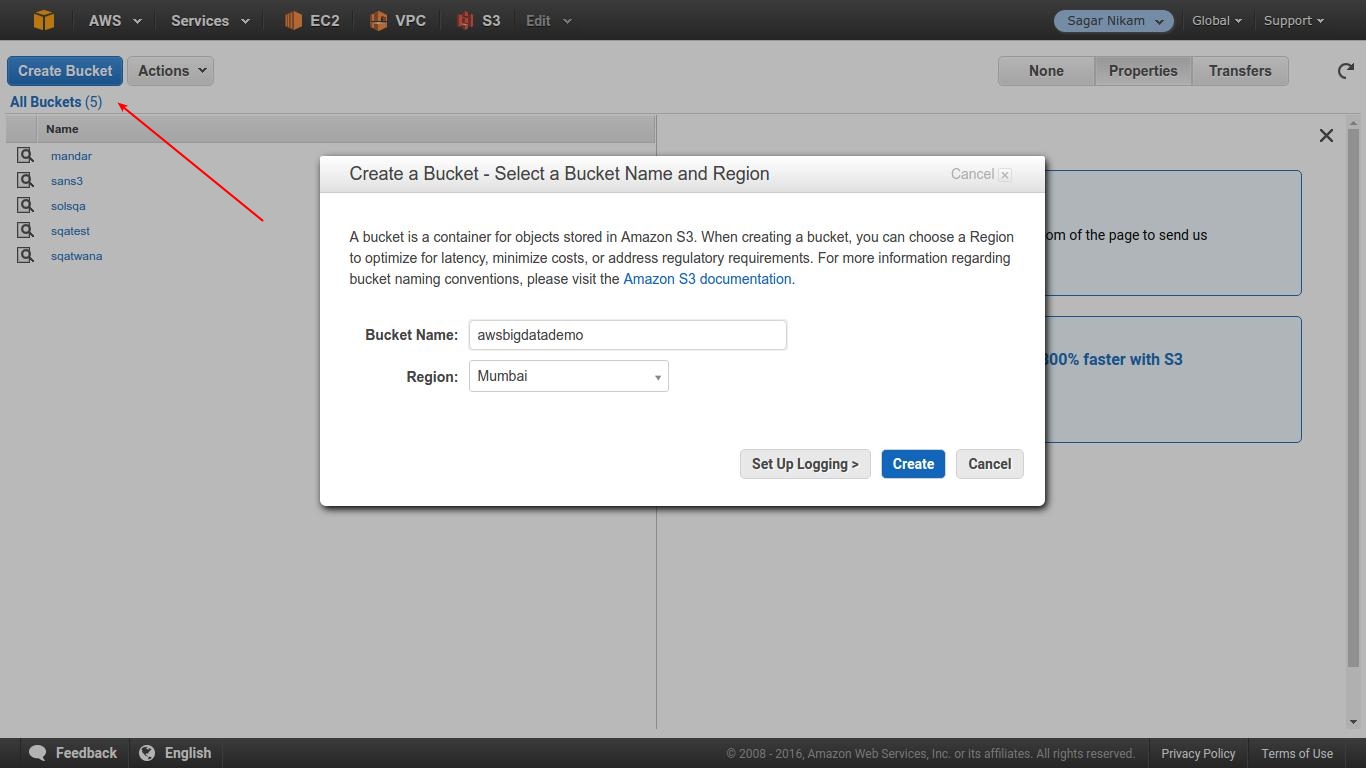 AWS Services EC2 VPC S3 Edit Sagar Nikam Global Support
Create Bucket Actions None Properties Transfers
All Buckets (5)
Name
mandar
sans3
solsqa
sqatest
sqatwana
Create a Bucket - Select a Bucket Name and Region Cancel
A bucket is a container for objects stored in Amazon S3. When creating a bucket, you can choose a Region
to optimize for latency, minimize costs, or address regulatory requirements. For more information regarding
bucket naming conventions, please visit the Amazon S3 documentation.
Bucket Name: awsbigdatademo
Region: Mumbai
Set Up Logging > Create Cancel
om of the page to send us
300% faster with S3
Feedback English © 2008 - 2016, Amazon Web Services, Inc. or its affiliates. All rights reserved. Privacy Policy Terms of Use